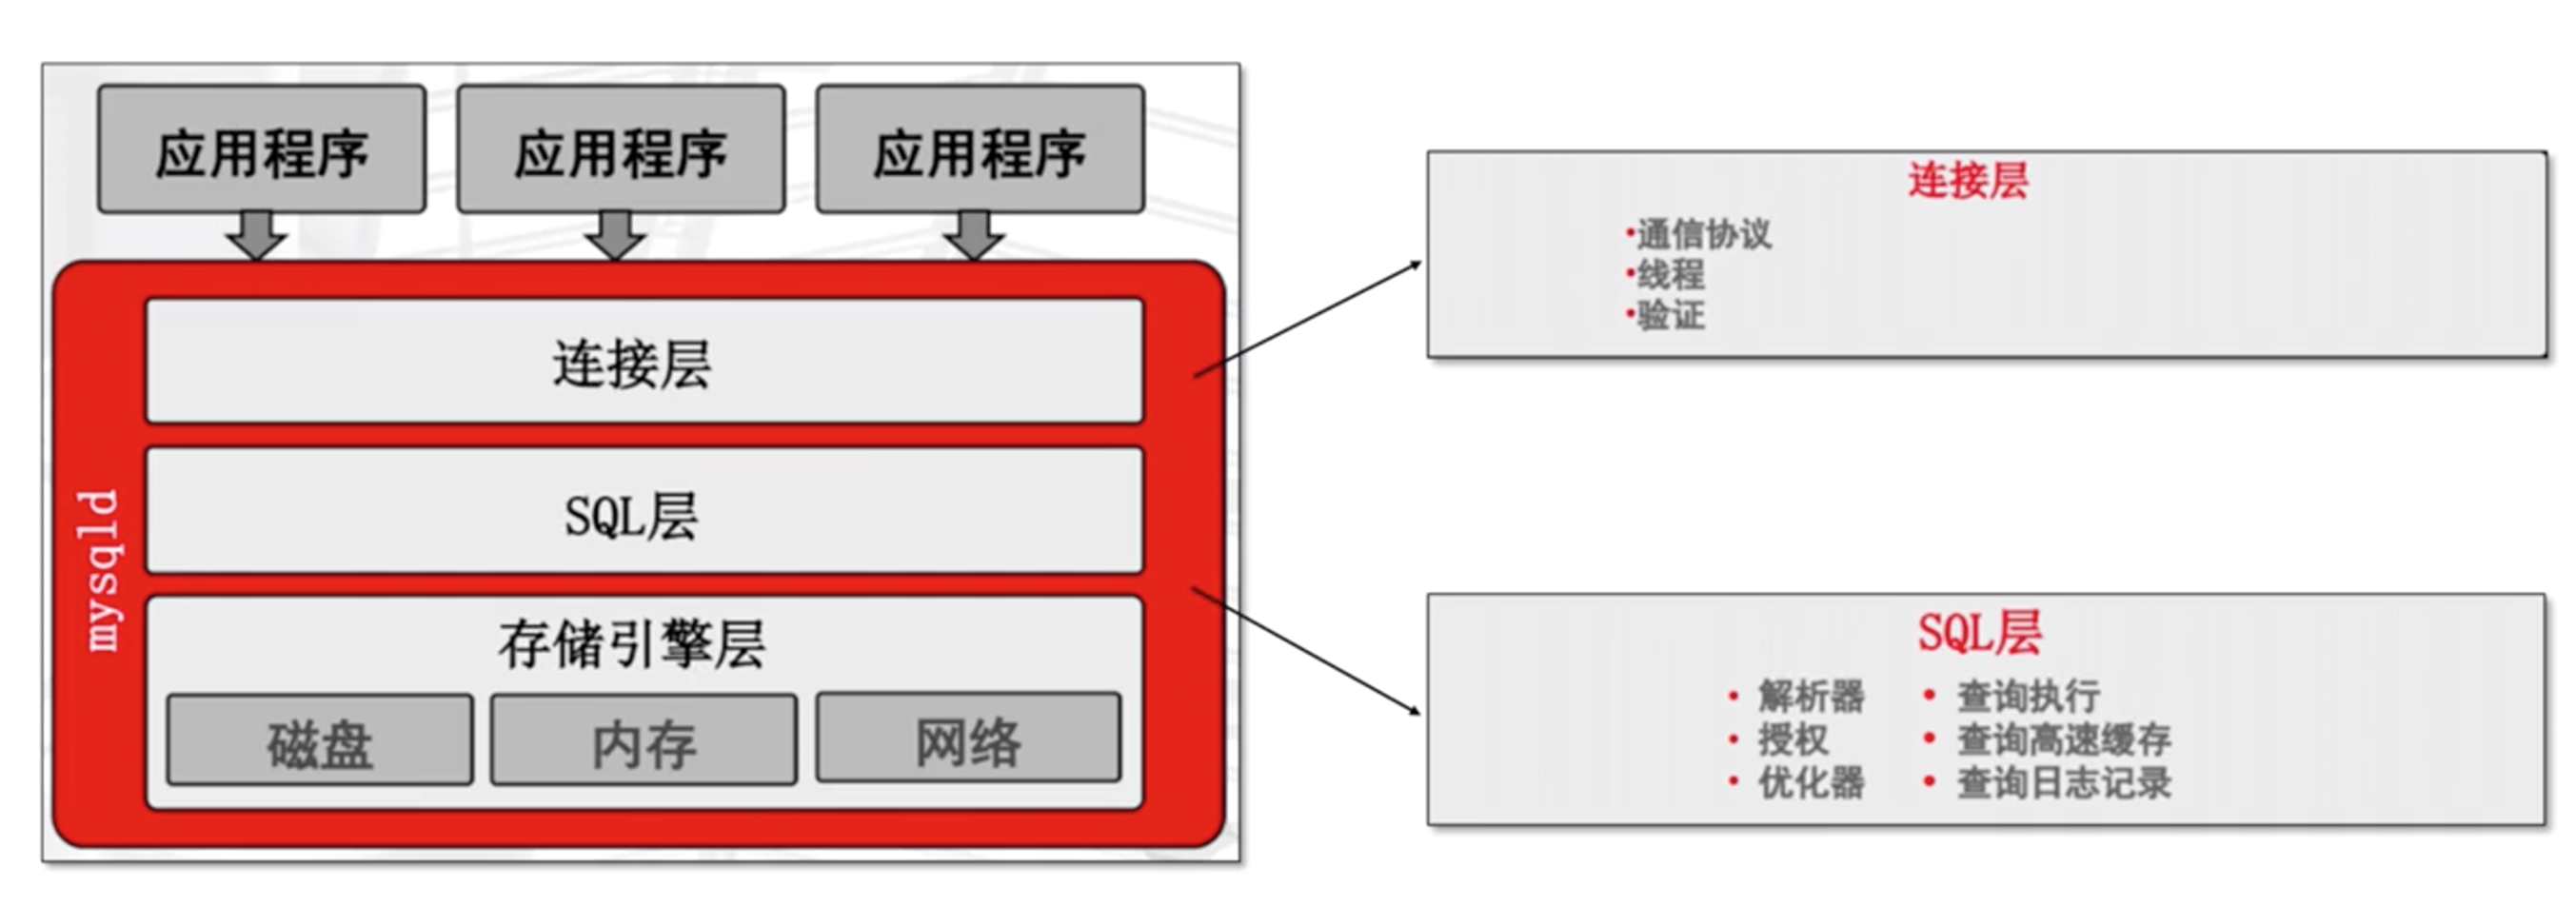 应用程序 应用程序 应用程序
mysqld
连接层
SQL层
存储引擎层
磁盘 内存 网络
连接层
•通信协议
•线程
•验证
SQL层
• 解析器 • 查询执行
• 授权 • 查询高速缓存
• 优化器 • 查询日志记录